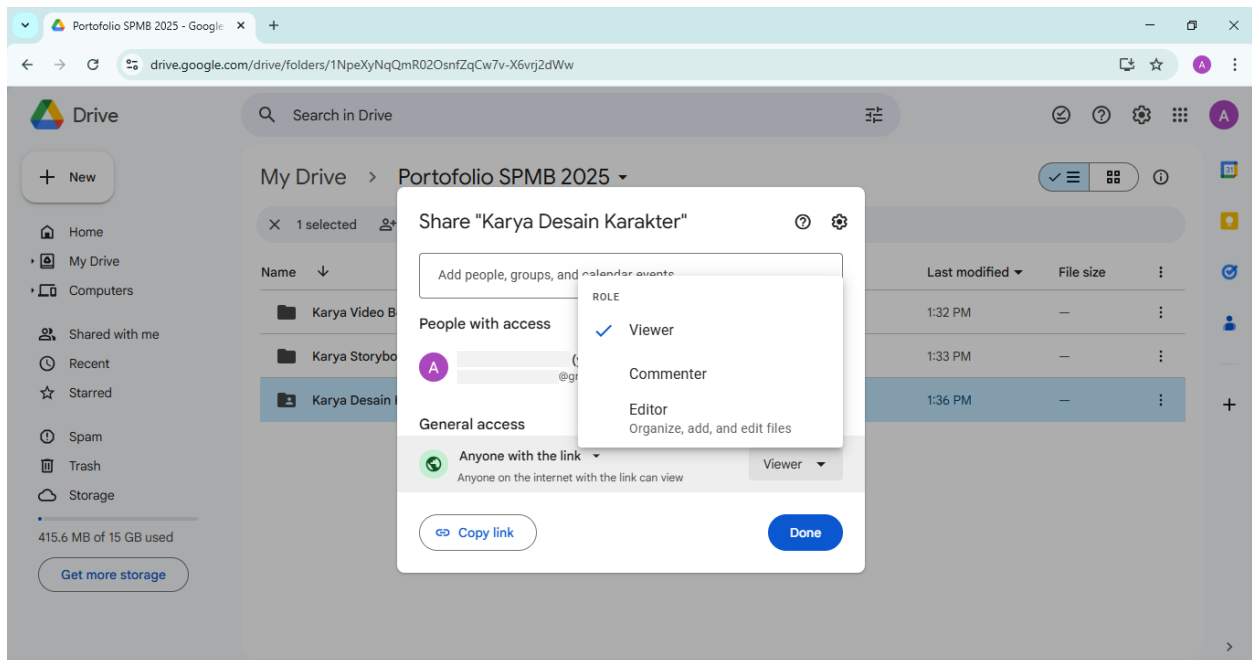 Portofolio SPMB 2025 - Google
drive.google.com/drive/folders/1NpeXyNqQmR02OsnfZqCw7v-X6vrj2dWw
A
Drive
Search in Drive
A
New
My Drive > Portofolio SPMB 2025
31
1 selected
Home
My Drive
Computers
Shared with me
Recent
Starred
Spam
Trash
Storage
415.6 MB of 15 GB used
Get more storage
Name
Last modified
File size
Karya Video B
1:32 PM
—
Karya Storybo
1:33 PM
—
Karya Desain
1:36 PM
—
Share "Karya Desain Karakter"
Add people, groups, and calendar events
People with access
A
@gr
General access
Anyone with the link
Anyone on the internet with the link can view
Viewer
ROLE
Viewer
Commenter
Editor
Organize, add, and edit files
Copy link
Done